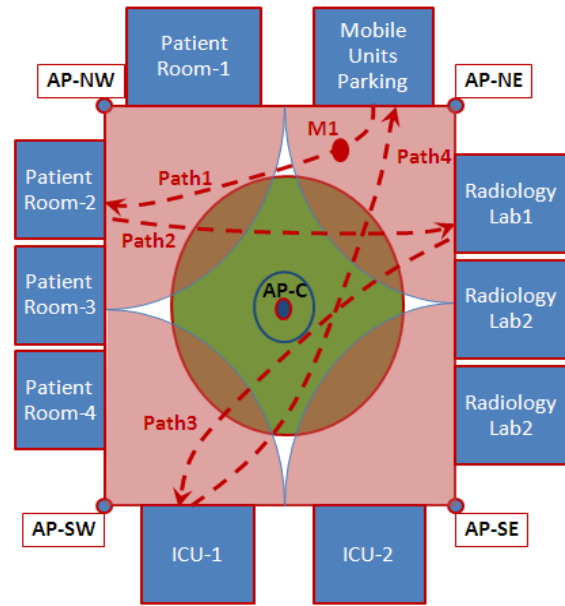 Patient
Room-1
Mobile
Units
Parking
AP-NW
AP-NE
M1
Path4
Path1
Patient
Room-2
Radiology
Lab1
Path2
Patient
Room-3
AP-C
Radiology
Lab2
Patient
Room-4
Radiology
Lab2
Path3
AP-SW
AP-SE
ICU-1
ICU-2